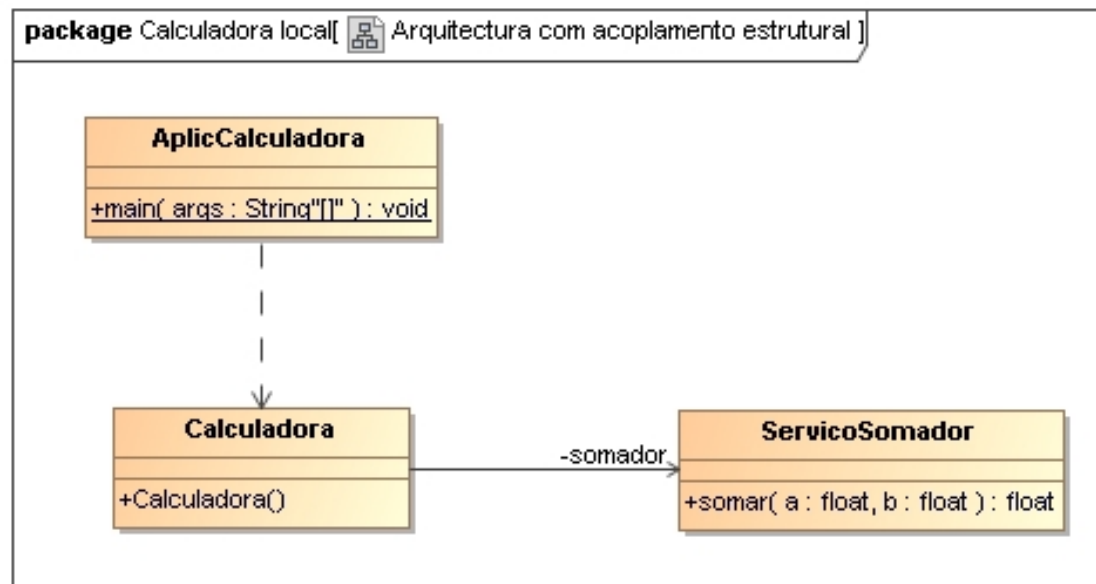 package Calculadora local[ Arquitectura com acoplamento estrutural ]
AplicCalculadora
+main( args : String"[]" ) : void
Calculadora
+Calculadora()
-somador
ServicoSomador
+somar( a : float, b : float ) : float